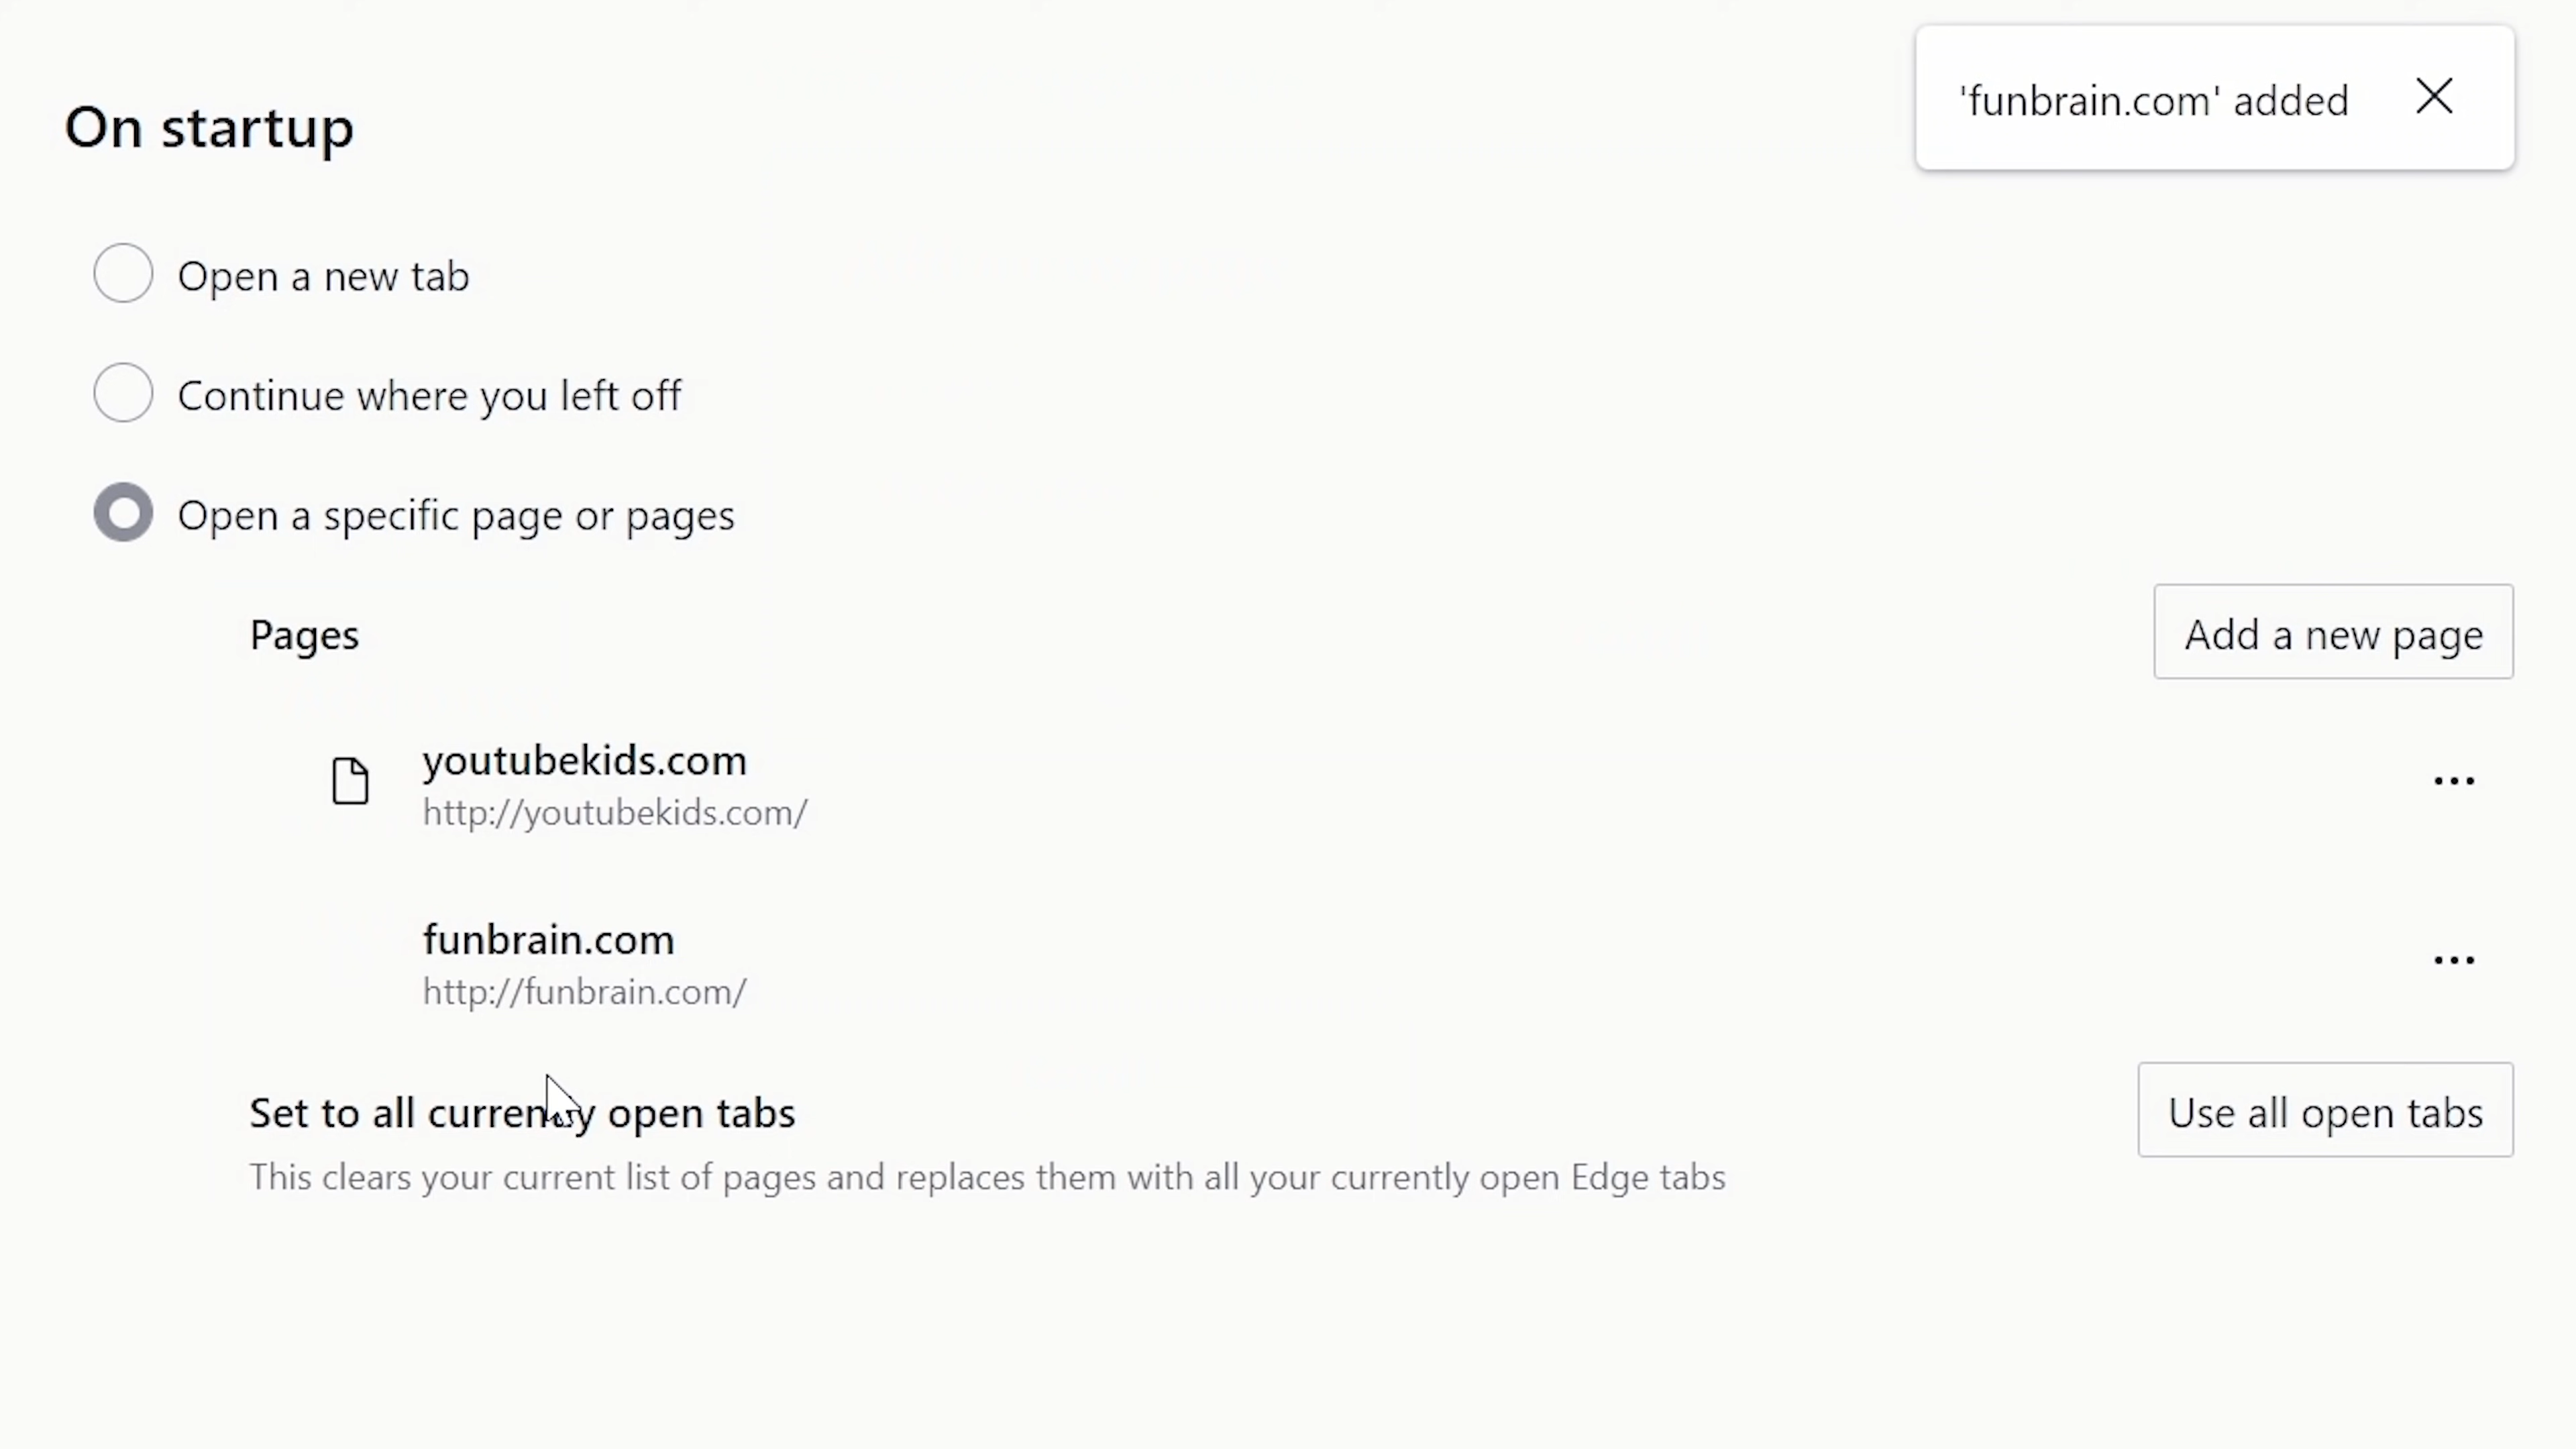 'funbrain.com' added
On startup
Open a new tab
Continue where you left off
Open a specific page or pages
Pages
Add a new page
youtubekids.com
http://youtubekids.com/
funbrain.com
http://funbrain.com/
Set to all currently open tabs
Use all open tabs
This clears your current list of pages and replaces them with all your currently open Edge tabs